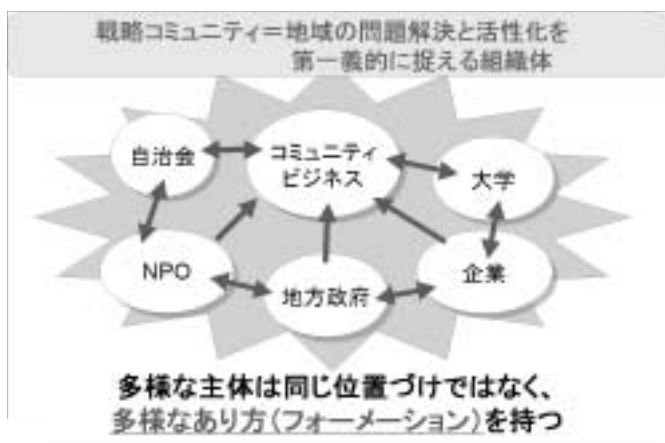 戦略コミュニティ＝地域の問題解決と活性化を
第一義的に捉える組織体
自治会
コミュニティ
ビジネス
大学
NPO
地方政府
企業
多様な主体は同じ位置づけではなく、
多様なあり方（フォーメーション）を持つ